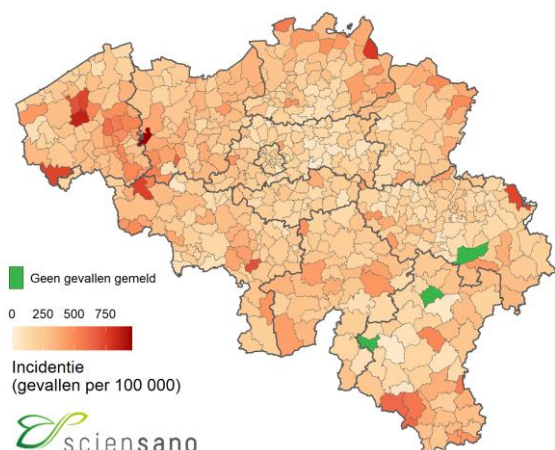 Geen gevallen gemeld
0 250 500 750
Incidentie
(gevallen per 100 000)
sciensano